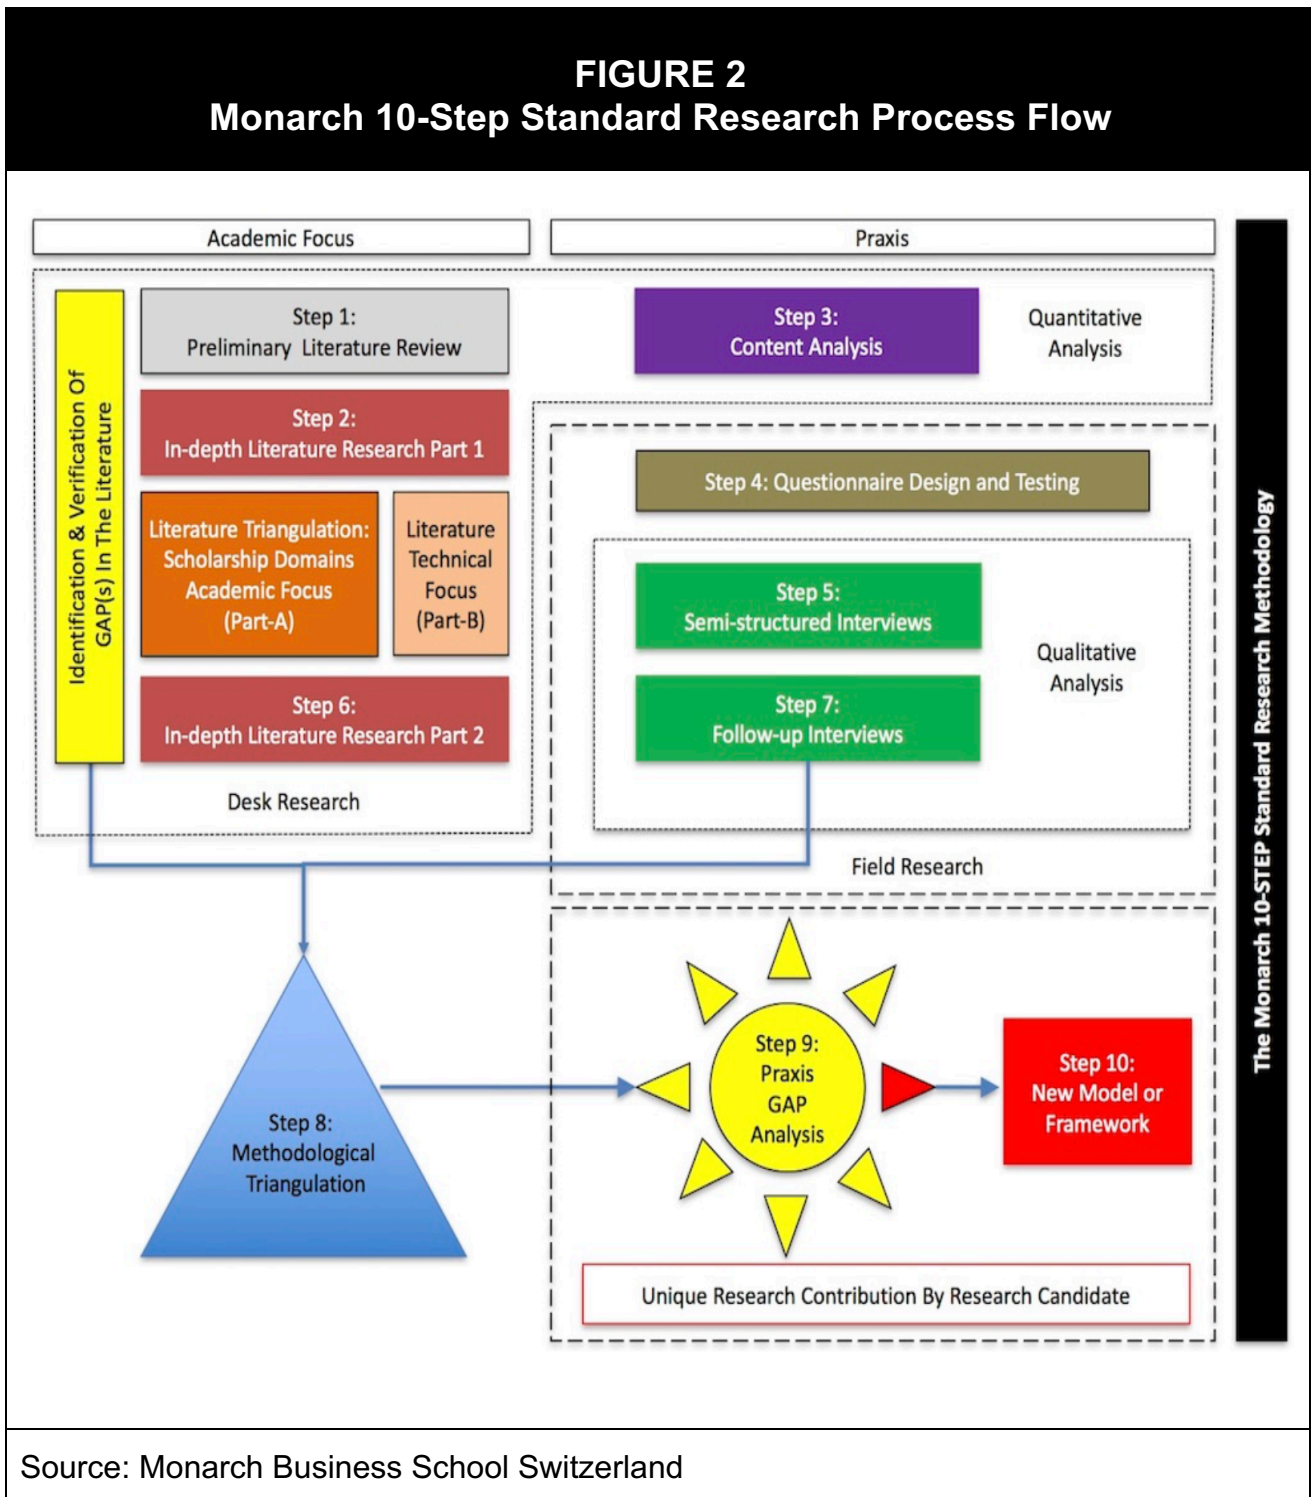 FIGURE 2
Monarch 10-Step Standard Research Process Flow
Academic Focus
Praxis
Identification & Verification Of
GAP(s) In The Literature
Step 1:
Preliminary Literature Review
Step 2:
In-depth Literature Research Part 1
Literature Triangulation:
Scholarship Domains
Academic Focus
(Part-A)
Literature
Technical
Focus
(Part-B)
Step 6:
In-depth Literature Research Part 2
Desk Research
Step 3:
Content Analysis
Quantitative
Analysis
Step 4: Questionnaire Design and Testing
Step 5:
Semi-structured Interviews
Step 7:
Follow-up Interviews
Qualitative
Analysis
Field Research
Step 8:
Methodological
Triangulation
Step 9:
Praxis
GAP
Analysis
Step 10:
New Model or
Framework
Unique Research Contribution By Research Candidate
The Monarch 10-STEP Standard Research Methodology
Source: Monarch Business School Switzerland